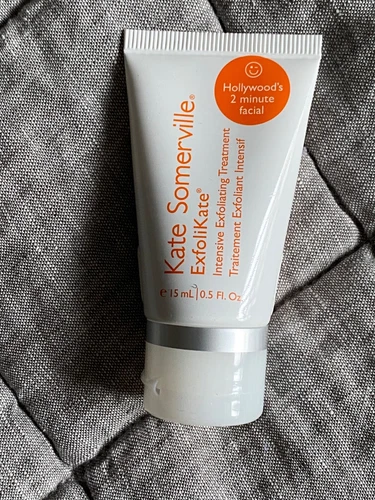 Hollywood's
2 minute
facial
Kate Somerville®
ExfoliKate®
Intensive Exfoliating Treatment
Traitement Exfoliant Intensif
℮ 15 mL | 0.5 Fl. Oz